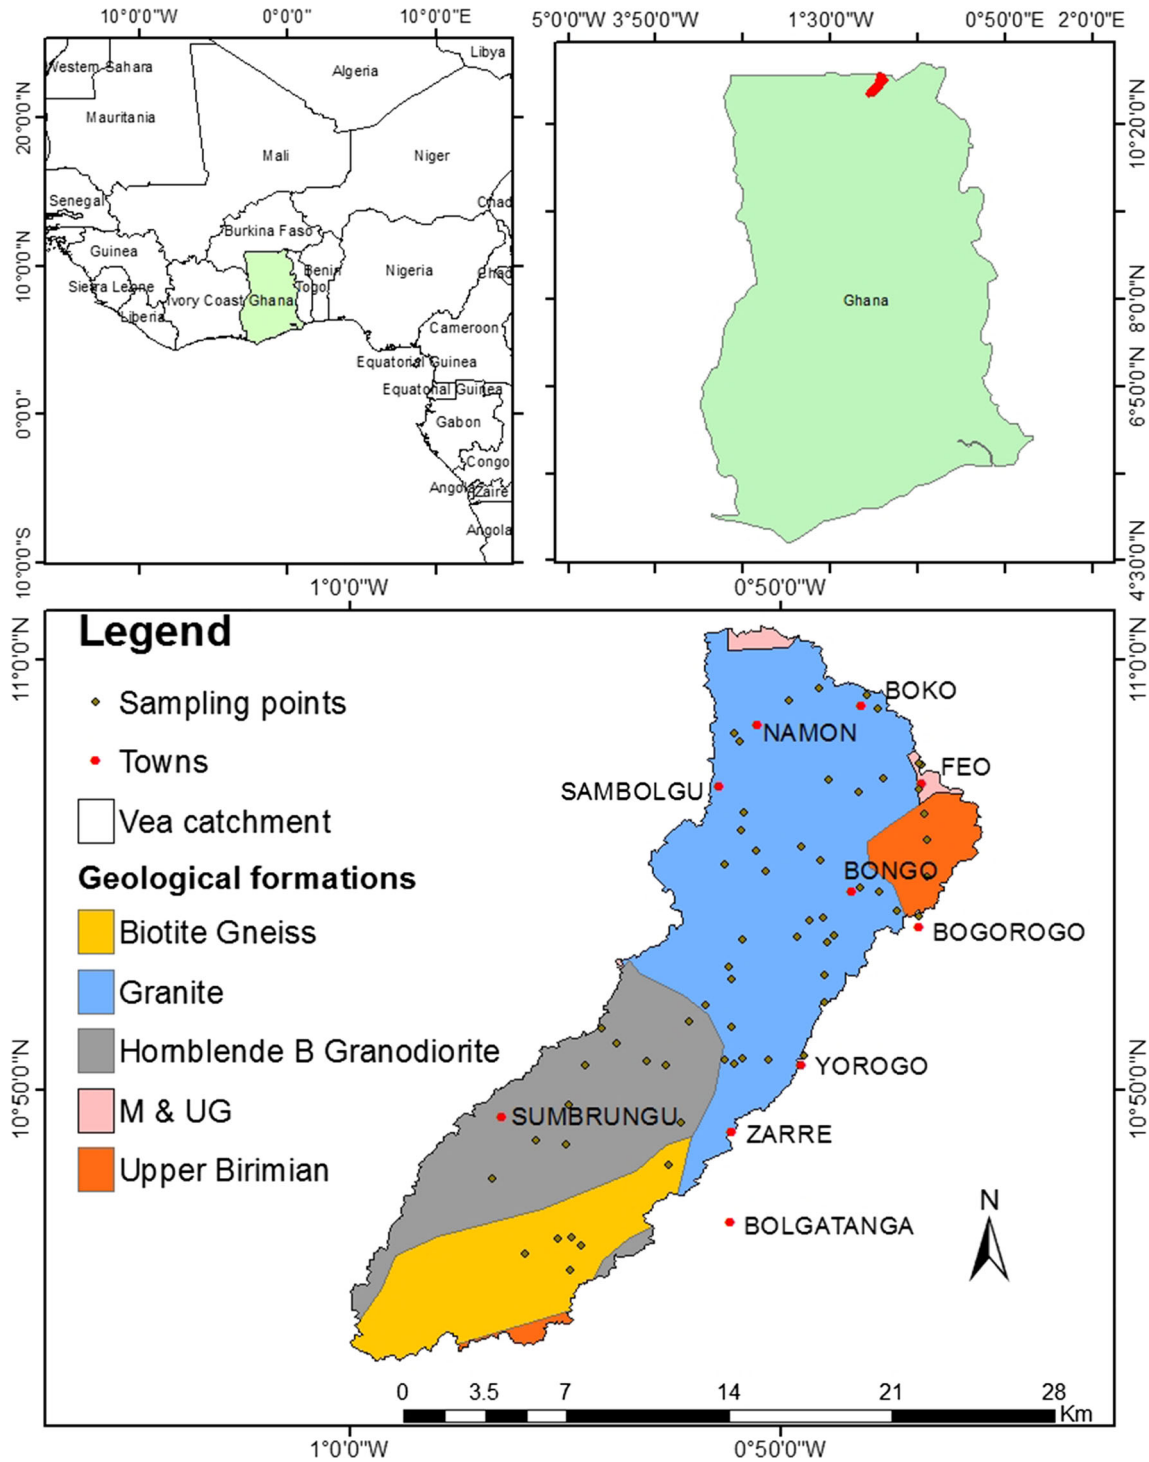 10°0'0"W 0°0'0" 10°0'0"E
5°0'0"W 3°50'0"W 1°30'0"W 0°50'0"E 2°0'0"E
20°0'0"N
10°0'0"N
0°0'0"
10°0'0"S
Western Sahara
Algeria
Libya
Mauritania
Mali
Niger
Chad
Senegal
Burkina Faso
Guinea
Benin
Nigeria
Chad
Sierra Leone
Ivory Coast
Ghana
Togo
Liberia
Cameroon
Equatorial Guinea
Equatorial Guinea
Gabon
Congo
Angola
Zaire
Angola
Ghana
10°20'0"N
8°0'0"N
6°50'0"N
4°30'0"N
1°0'0"W 0°50'0"W
11°0'0"N
10°50'0"N
11°0'0"N
10°50'0"N
Legend
Sampling points
Towns
Vea catchment
Geological formations
Biotite Gneiss
Granite
Hornblende B Granodiorite
M & UG
Upper Birimian
BOKO
NAMON
FEO
SAMBOLGU
BONGO
BOGOROGO
YOROGO
SUMBRUNGU
ZARRE
BOLGATANGA
N
0 3.5 7 14 21 28
Km
1°0'0"W 0°50'0"W